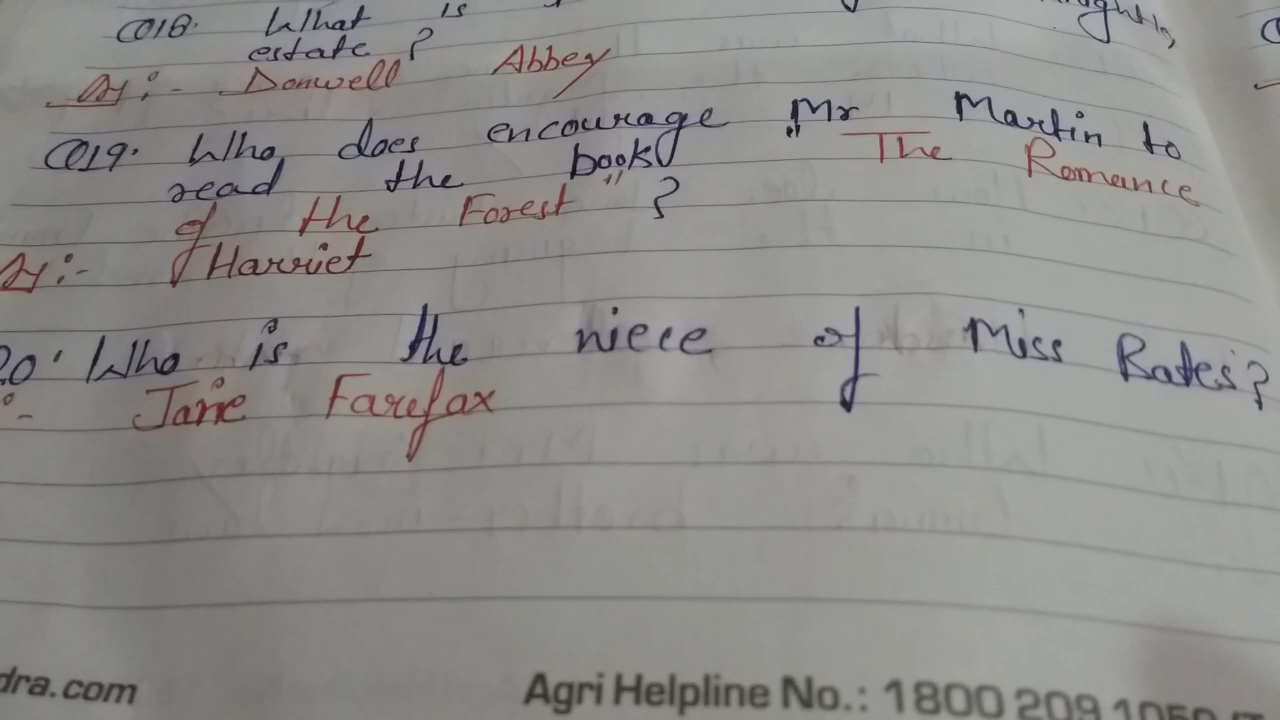 Q18. What is
estate ?
Ay:- Donwell Abbey
Q19. Who does encourage Mr Martin to
read the book "The Romance
of the Forest" ?
Ay:- Harriet
20. Who is the niece of Miss Bates?
:- Jane Farefax
dra.com Agri Helpline No.: 1800 209